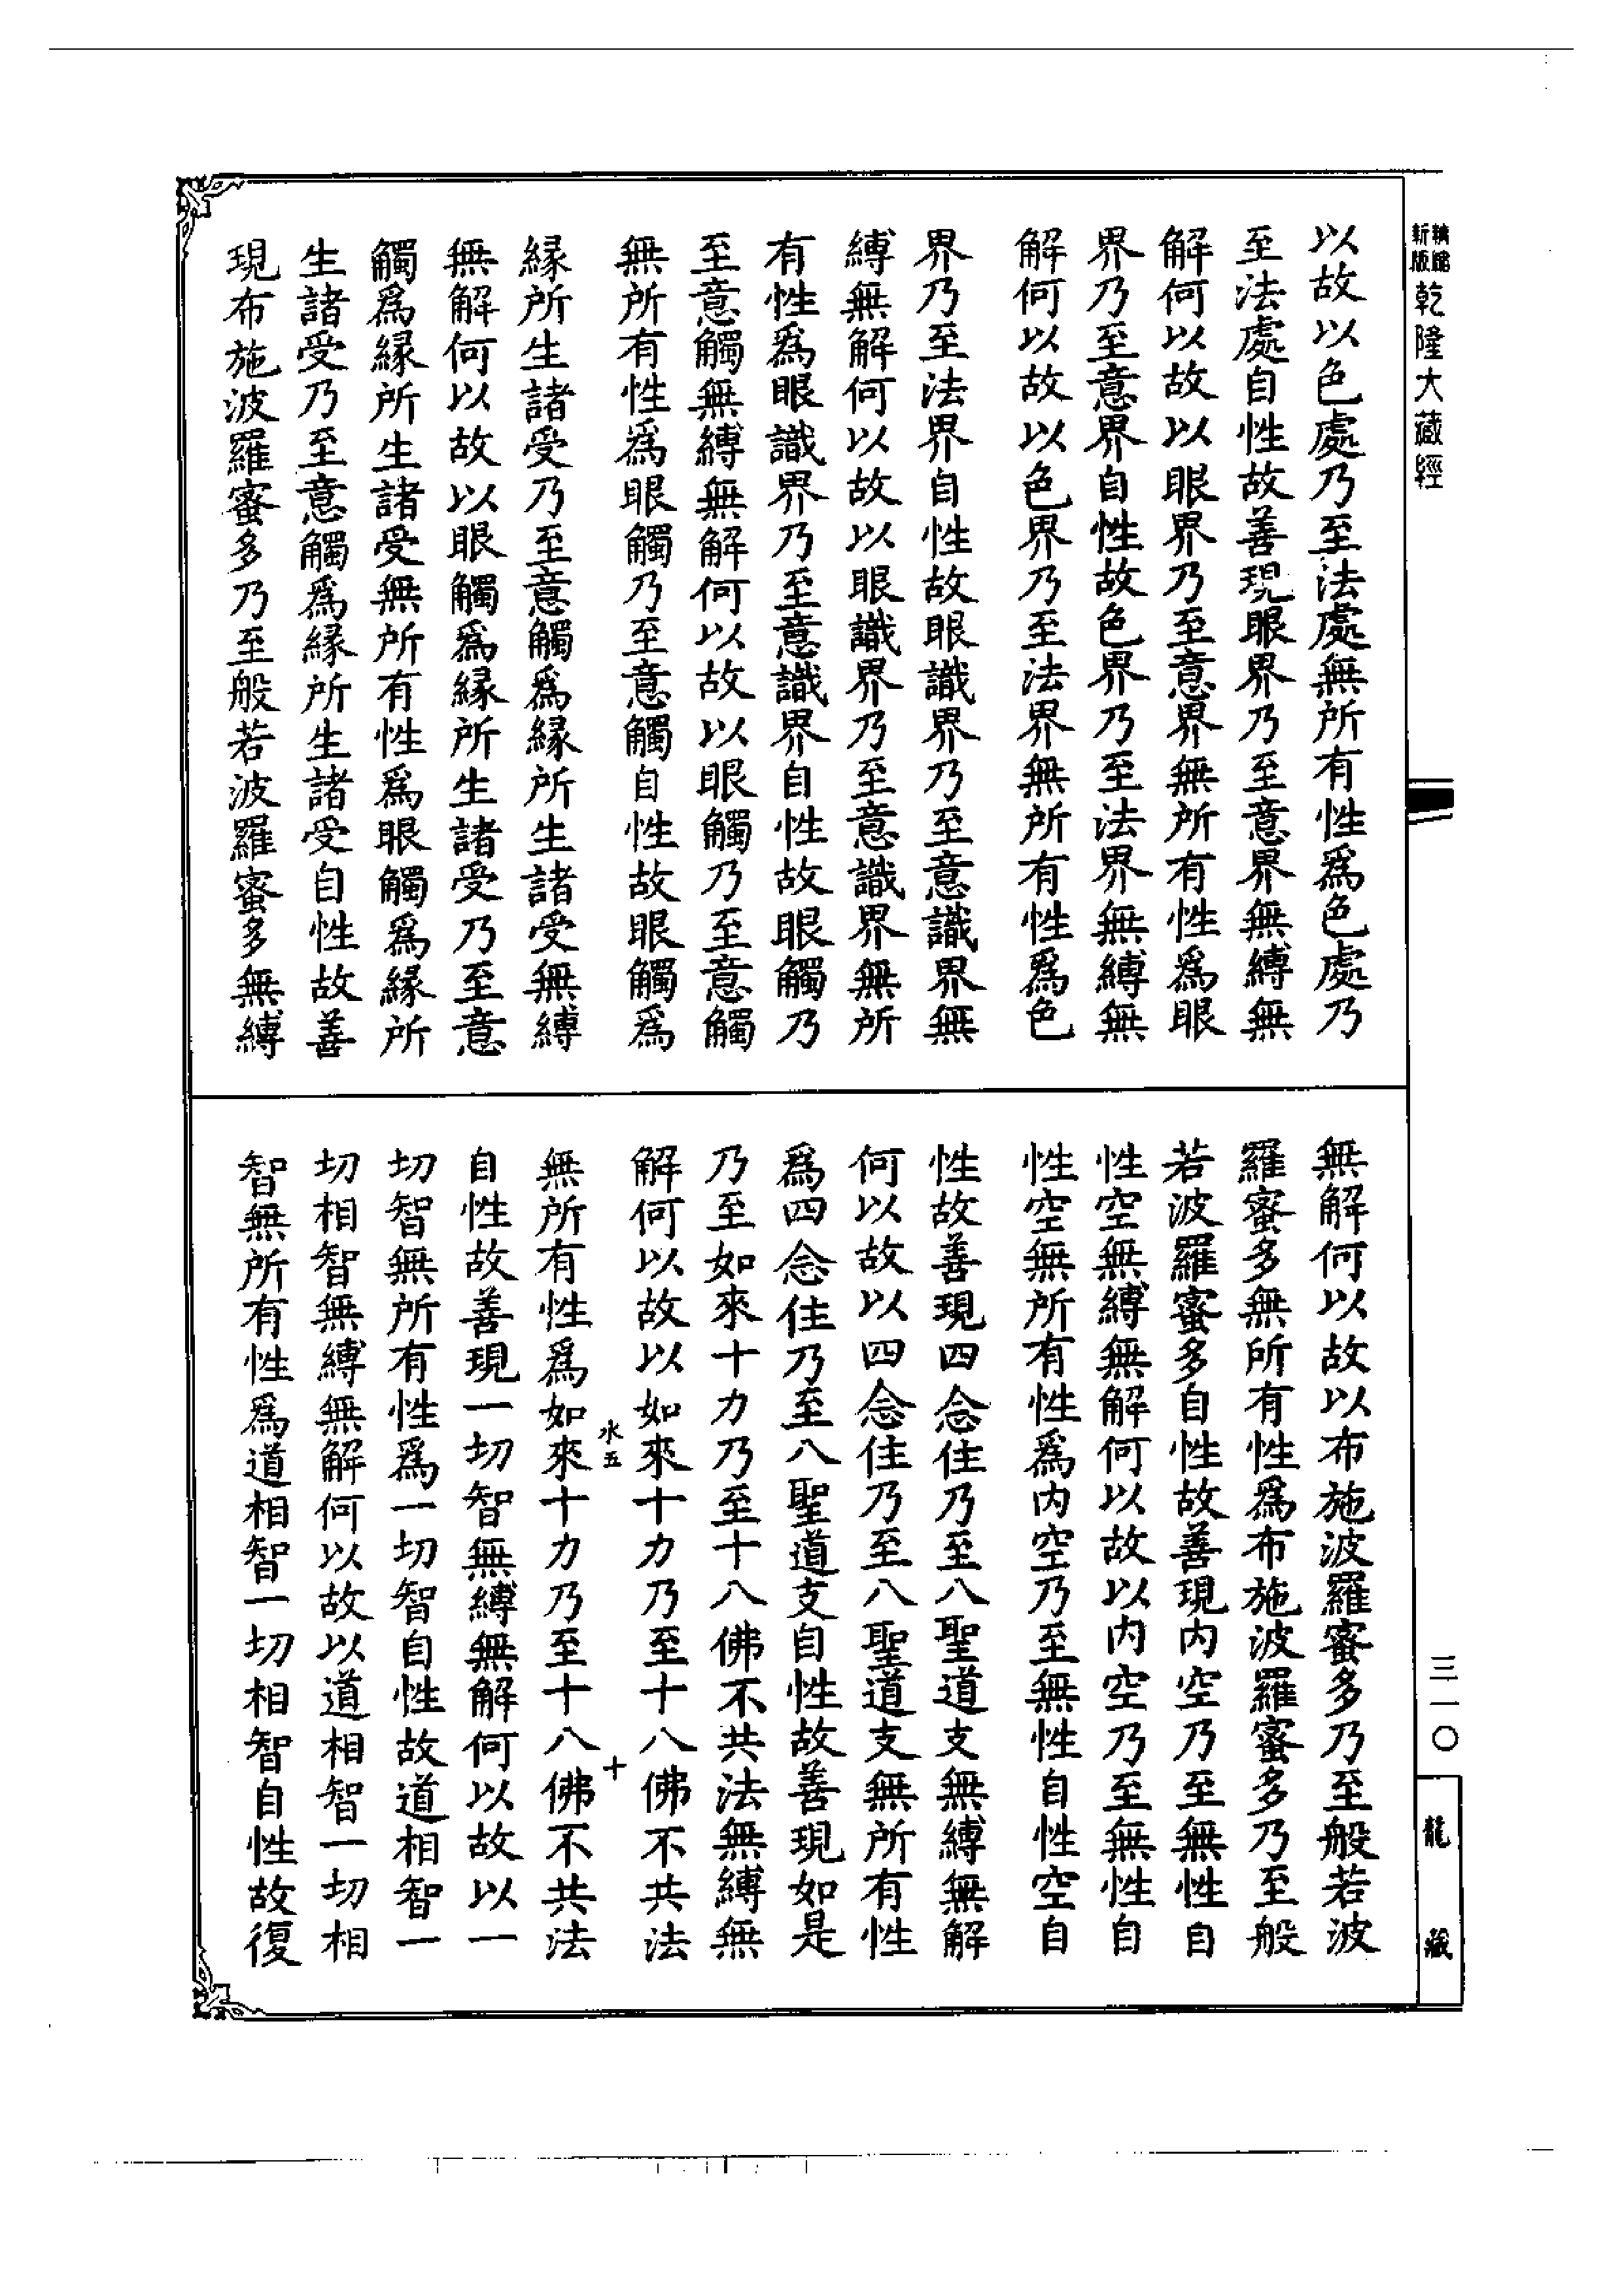 精縮新版乾隆大藏經
以故以色處乃至法處無所有性爲色處乃
至法處自性故善現眼界乃至意界無縛無
解何以故以眼界乃至意界無所有性爲眼
界乃至意界自性故色界乃至法界無縛無
解何以故以色界乃至法界無所有性爲色
界乃至法界自性故眼識界乃至意識界無
縛無解何以故以眼識界乃至意識界無所
有性爲眼識界乃至意識界自性故眼觸乃
至意觸無縛無解何以故以眼觸乃至意觸
無所有性爲眼觸乃至意觸自性故眼觸爲
緣所生諸受乃至意觸爲緣所生諸受無縛
無解何以故以眼觸爲緣所生諸受乃至意
觸爲緣所生諸受無所有性爲眼觸爲緣所
生諸受乃至意觸爲緣所生諸受自性故善
現布施波羅蜜多乃至般若波羅蜜多無縛
無解何以故以布施波羅蜜多乃至般若波
羅蜜多無所有性爲布施波羅蜜多乃至般
若波羅蜜多自性故善現內空乃至無性自
性空無縛無解何以故以內空乃至無性自
性空無所有性爲內空乃至無性自性空自
性故善現四念住乃至八聖道支無縛無解
何以故以四念住乃至八聖道支無所有性
爲四念住乃至八聖道支自性故善現如是
乃至如來十力乃至十八佛不共法無縛無
解何以故以如來十力乃至十八佛不共法
水五
十
無所有性爲如來十力乃至十八佛不共法
自性故善現一切智無縛無解何以故以一
切智無所有性爲一切智自性故道相智一
切相智無縛無解何以故以道相智一切相
智無所有性爲道相智一切相智自性故復
三一〇
龍藏